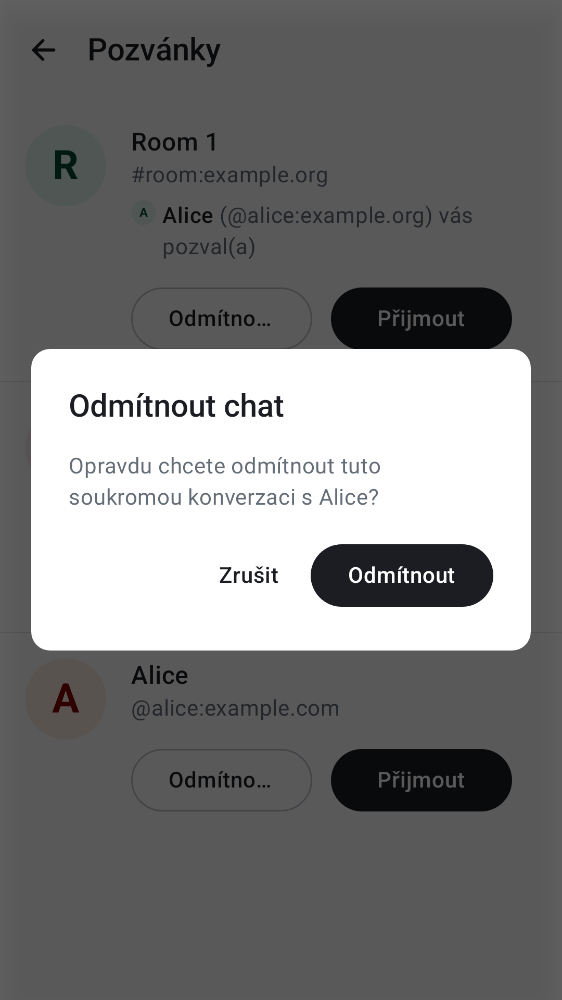 Pozvánky
R
Room 1
#room:example.org
A Alice (@alice:example.org) vás
pozval(a)
Odmítno… Přijmout
Odmítnout chat
Opravdu chcete odmítnout tuto
soukromou konverzaci s Alice?
Zrušit Odmítnout
A
Alice
@alice:example.com
Odmítno… Přijmout